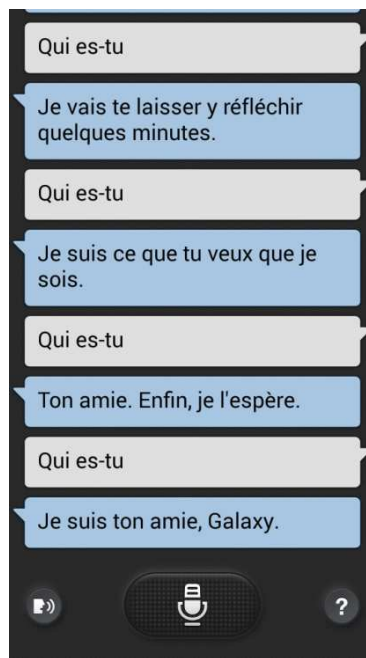 Qui es-tu
Je vais te laisser y réfléchir
quelques minutes.
Qui es-tu
Je suis ce que tu veux que je
sois.
Qui es-tu
Ton amie. Enfin, je l'espère.
Qui es-tu
Je suis ton amie, Galaxy.
?